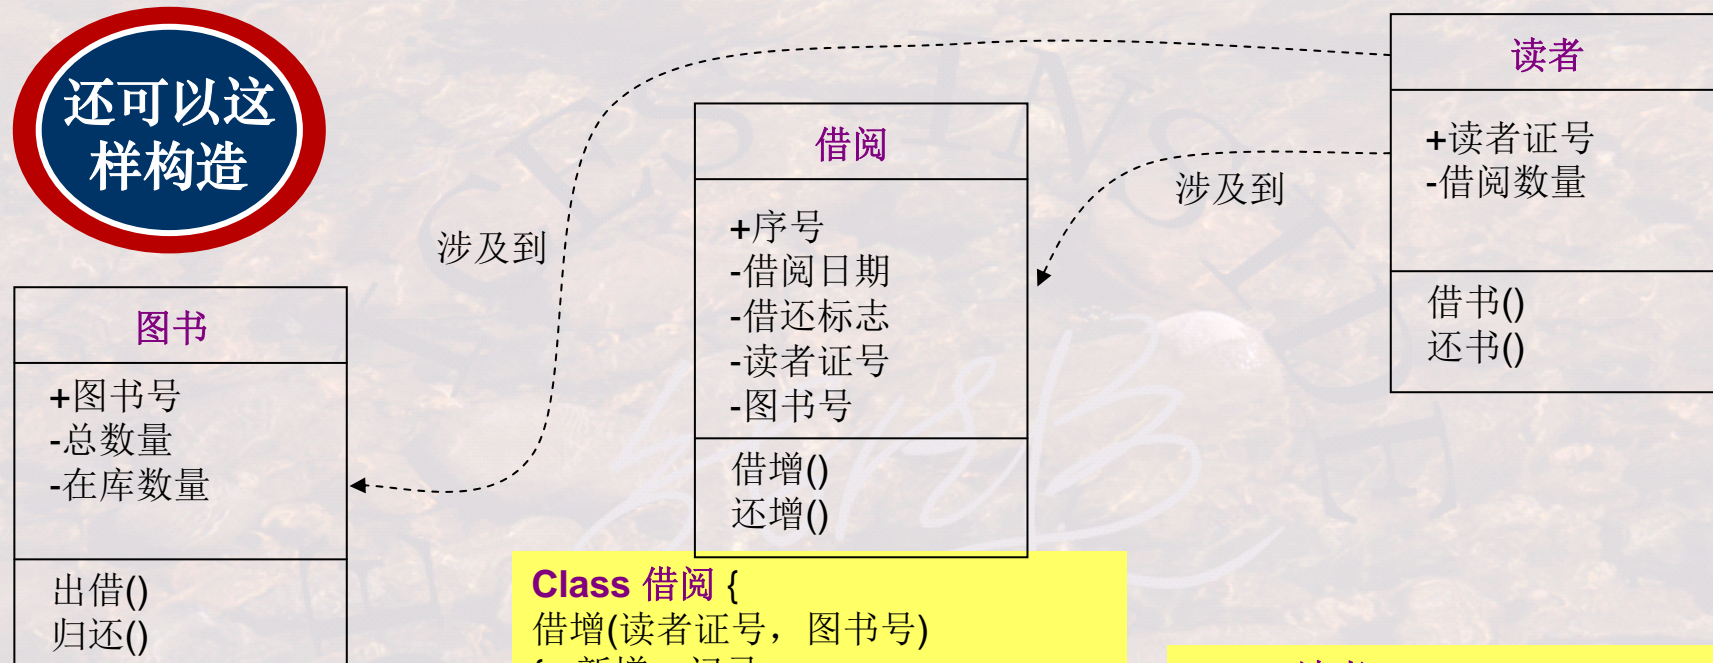 还可以这
样构造
读者
+读者证号
-借阅数量
借书()
还书()
借阅
+序号
-借阅日期
-借还标志
-读者证号
-图书号
借增()
还增()
涉及到
涉及到
图书
+图书号
-总数量
-在库数量
出借()
归还()
Class 借阅 {
借增(读者证号，图书号)